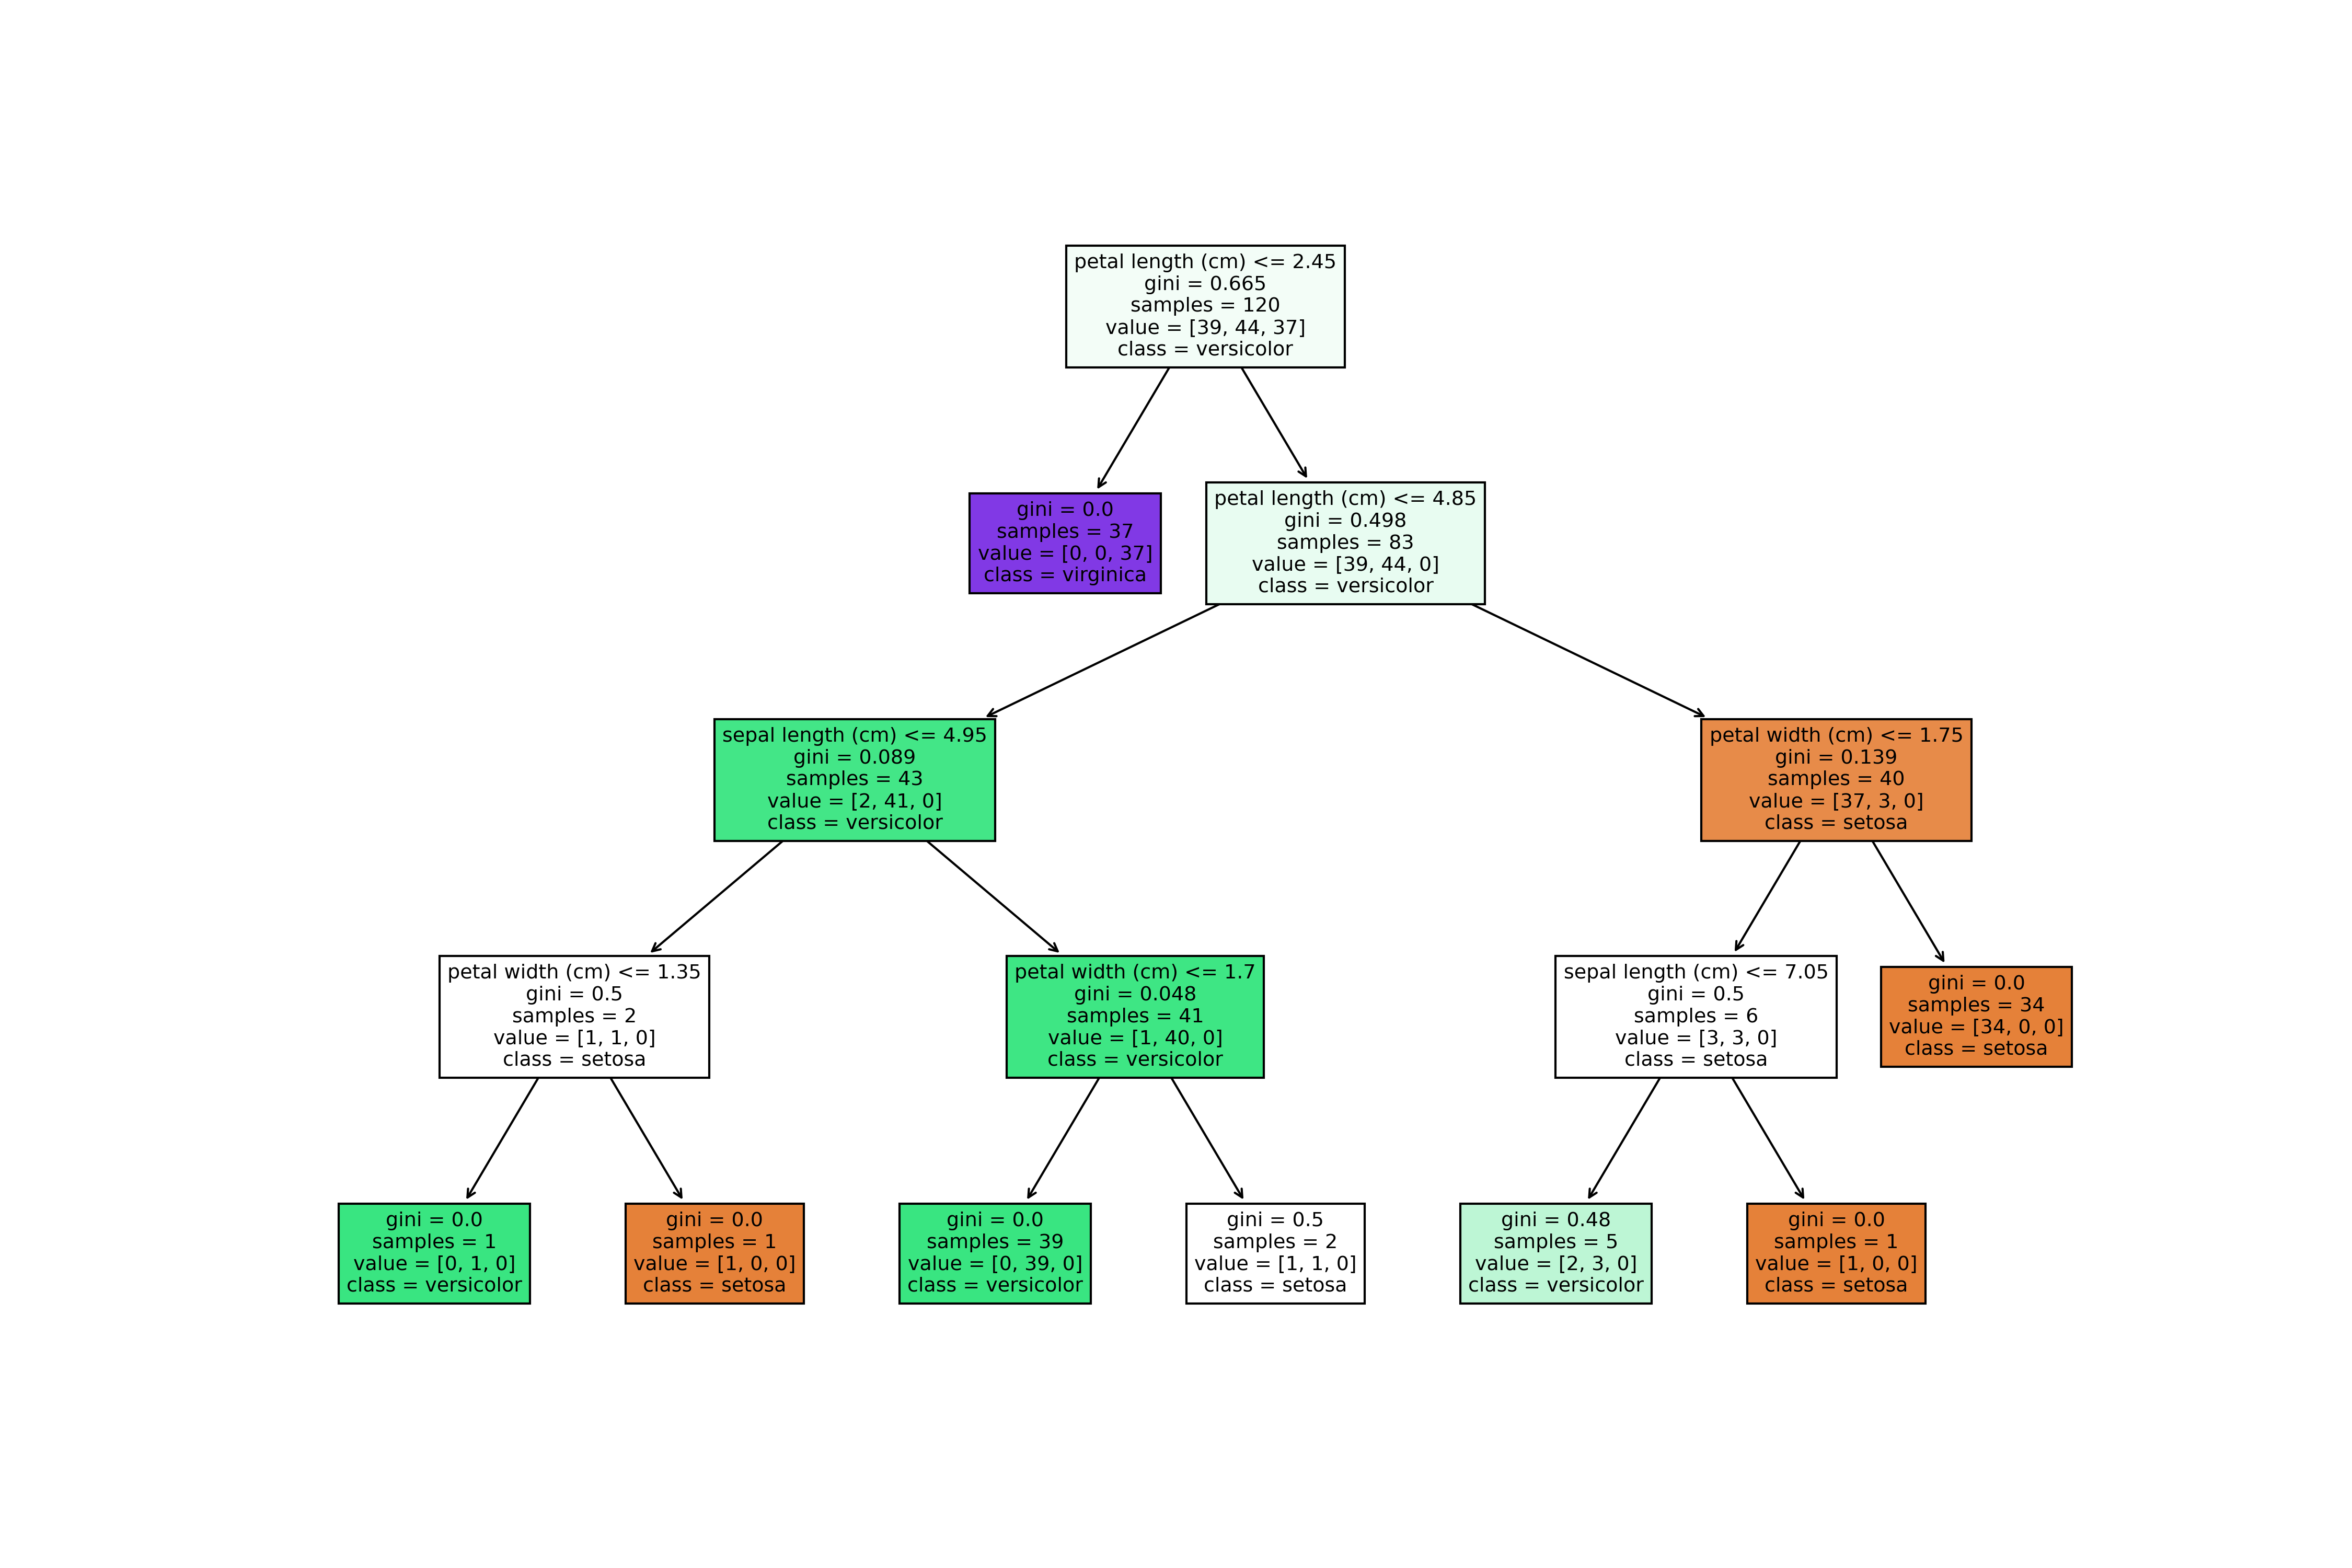 petal length (cm) <= 2.45
gini = 0.665
samples = 120
value = [39, 44, 37]
class = versicolor
gini = 0.0
samples = 37
value = [0, 0, 37]
class = virginica
petal length (cm) <= 4.85
gini = 0.498
samples = 83
value = [39, 44, 0]
class = versicolor
sepal length (cm) <= 4.95
gini = 0.089
samples = 43
value = [2, 41, 0]
class = versicolor
petal width (cm) <= 1.75
gini = 0.139
samples = 40
value = [37, 3, 0]
class = setosa
petal width (cm) <= 1.35
gini = 0.5
samples = 2
value = [1, 1, 0]
class = setosa
petal width (cm) <= 1.7
gini = 0.048
samples = 41
value = [1, 40, 0]
class = versicolor
sepal length (cm) <= 7.05
gini = 0.5
samples = 6
value = [3, 3, 0]
class = setosa
gini = 0.0
samples = 34
value = [34, 0, 0]
class = setosa
gini = 0.0
samples = 1
value = [0, 1, 0]
class = versicolor
gini = 0.0
samples = 1
value = [1, 0, 0]
class = setosa
gini = 0.0
samples = 39
value = [0, 39, 0]
class = versicolor
gini = 0.5
samples = 2
value = [1, 1, 0]
class = setosa
gini = 0.48
samples = 5
value = [2, 3, 0]
class = versicolor
gini = 0.0
samples = 1
value = [1, 0, 0]
class = setosa